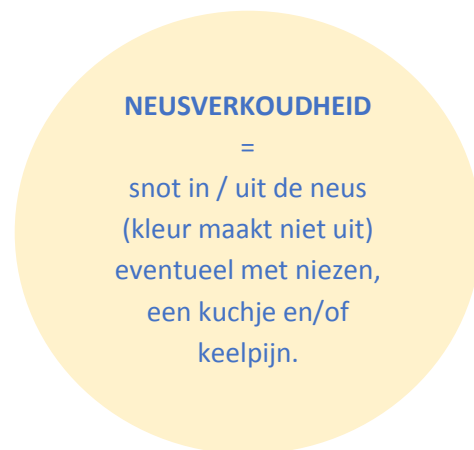 NEUSVERKOUDHEID
=
snot in / uit de neus
(kleur maakt niet uit)
eventueel met niezen,
een kuchje en/of
keelpijn.